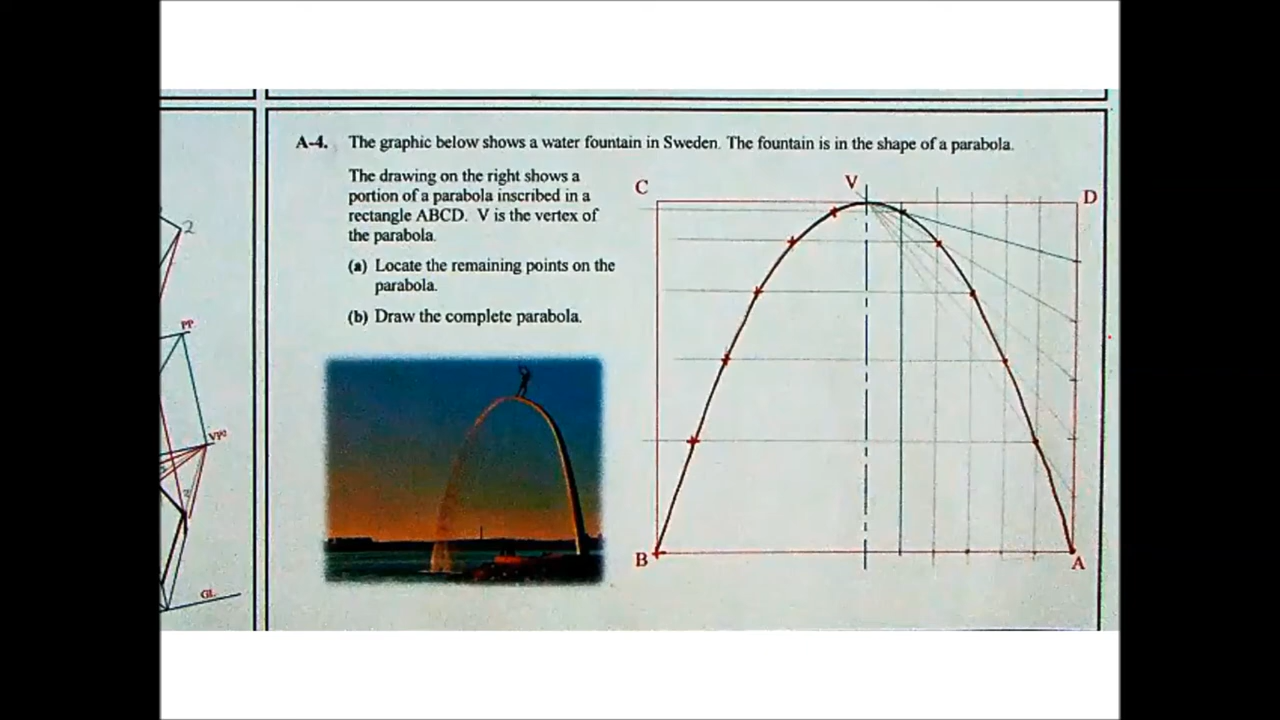 A-4. The graphic below shows a water fountain in Sweden. The fountain is in the shape of a parabola.
The drawing on the right shows a
portion of a parabola inscribed in a
rectangle ABCD. V is the vertex of
the parabola.
(a) Locate the remaining points on the
parabola.
(b) Draw the complete parabola.
C
V
D
B
A
2
PP
VP
GL